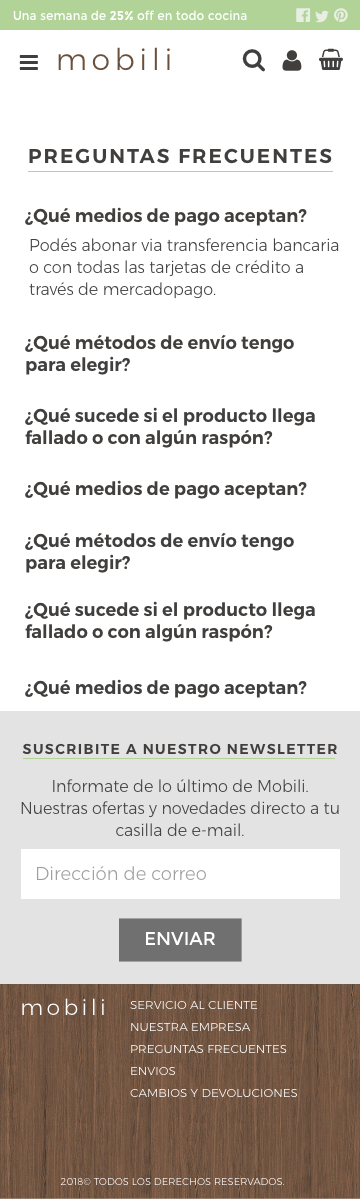 Una semana de 25% off en todo cocina
mobili
PREGUNTAS FRECUENTES
¿Qué medios de pago aceptan?
Podés abonar via transferencia bancaria
o con todas las tarjetas de crédito a
través de mercadopago.
¿Qué métodos de envío tengo
para elegir?
¿Qué sucede si el producto llega
fallado o con algún raspón?
¿Qué medios de pago aceptan?
¿Qué métodos de envío tengo
para elegir?
¿Qué sucede si el producto llega
fallado o con algún raspón?
¿Qué medios de pago aceptan?
SUSCRIBITE A NUESTRO NEWSLETTER
Informate de lo último de Mobili.
Nuestras ofertas y novedades directo a tu
casilla de e-mail.
Dirección de correo
ENVIAR
mobili
SERVICIO AL CLIENTE
NUESTRA EMPRESA
PREGUNTAS FRECUENTES
ENVIOS
CAMBIOS Y DEVOLUCIONES
2018© TODOS LOS DERECHOS RESERVADOS.